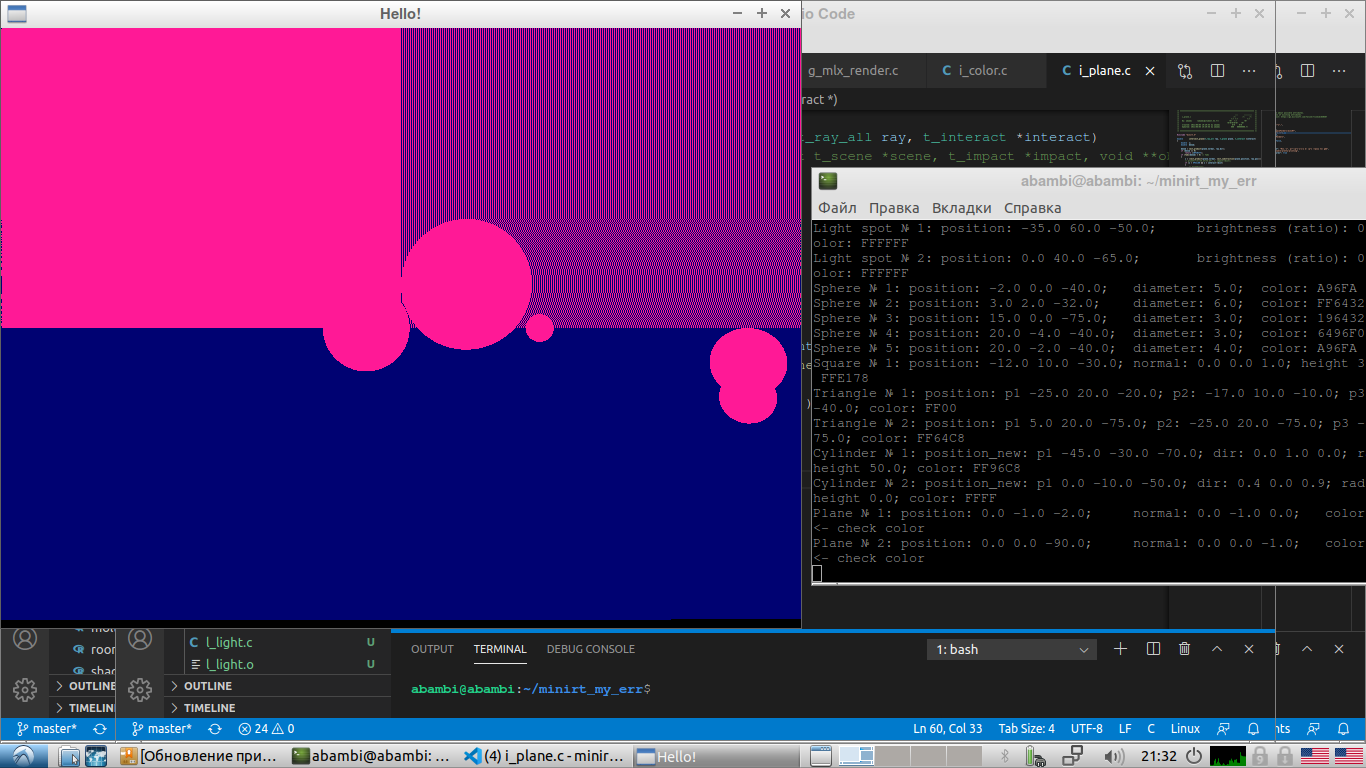 Hello!
io Code
g_mlx_render.c
C i_color.c
C i_plane.c
ract *)
t_ray_all ray, t_interact *interact)
t_scene *scene, t_impact *impact, void **o
abambi@abambi: ~/minirt_my_err
Файл Правка Вкладки Справка
Light spot № 1: position: -35.0 60.0 -50.0; brightness (ratio): 0
olor: FFFFFF
Light spot № 2: position: 0.0 40.0 -65.0; brightness (ratio): 0
olor: FFFFFF
Sphere № 1: position: -2.0 0.0 -40.0; diameter: 5.0; color: A96FA
Sphere № 2: position: 3.0 2.0 -32.0; diameter: 6.0; color: FF6432
Sphere № 3: position: 15.0 0.0 -75.0; diameter: 3.0; color: 196432
Sphere № 4: position: 20.0 -4.0 -40.0; diameter: 3.0; color: 6496F0
Sphere № 5: position: 20.0 -2.0 -40.0; diameter: 4.0; color: A96FA
Square № 1: position: -12.0 10.0 -30.0; normal: 0.0 0.0 1.0; height 3
FFE178
Triangle № 1: position: p1 -25.0 20.0 -20.0; p2: -17.0 10.0 -10.0; p3
-40.0; color: FF00
Triangle № 2: position: p1 5.0 20.0 -75.0; p2: -25.0 20.0 -75.0; p3 -
75.0; color: FF64C8
Cylinder № 1: position_new: p1 -45.0 -30.0 -70.0; dir: 0.0 1.0 0.0; r
height 50.0; color: FF96C8
Cylinder № 2: position_new: p1 0.0 -10.0 -50.0; dir: 0.4 0.0 0.9; rad
height 0.0; color: FFFF
Plane № 1: position: 0.0 -1.0 -2.0; normal: 0.0 -1.0 0.0; color
<- check color
Plane № 2: position: 0.0 0.0 -90.0; normal: 0.0 0.0 -1.0; color
<- check color
roor
shad
C l_light.c U
l_light.o U
OUTLINE
TIMELINE
OUTLINE
TIMELINE
OUTPUT TERMINAL DEBUG CONSOLE
1: bash
abambi@abambi:~/minirt_my_err$
master* master* 24 0
Ln 60, Col 33 Tab Size: 4 UTF-8 LF C Linux
nts
[Обновление при...
abambi@abambi: ...
(4) i_plane.c - minir...
Hello!
21:32